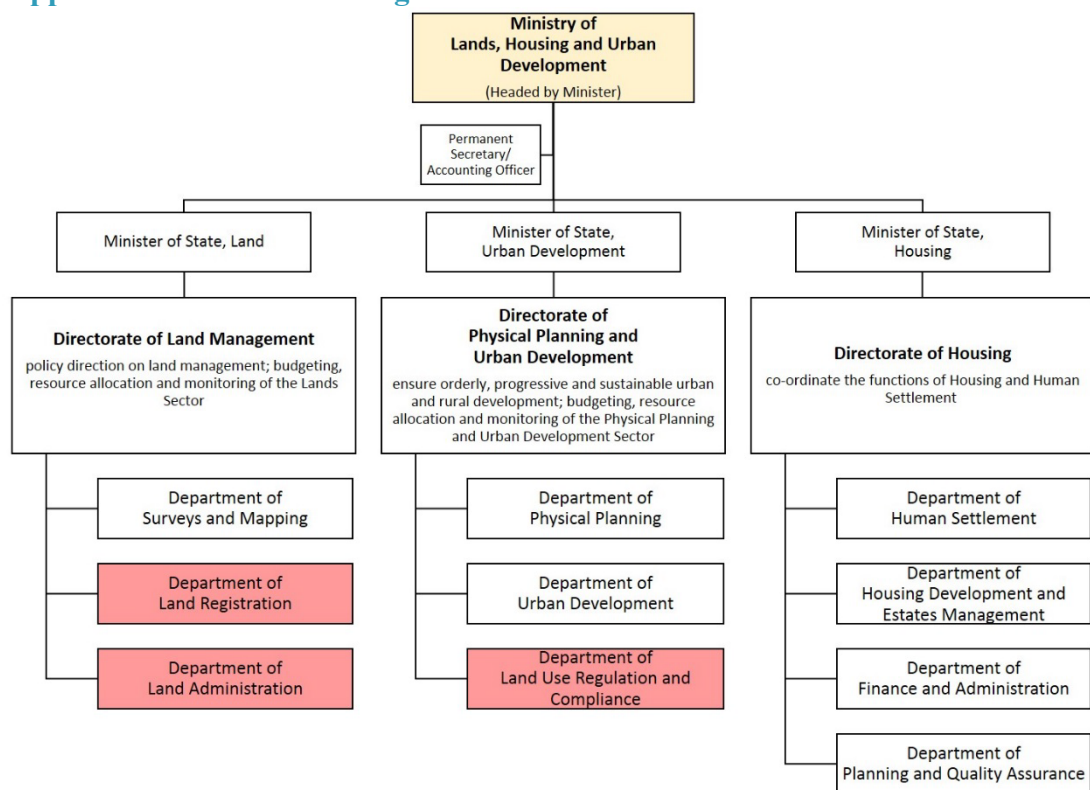 Ministry of
Lands, Housing and Urban
Development
(Headed by Minister)
Permanent
Secretary/
Accounting Officer
Minister of State, Land
Minister of State,
Urban Development
Minister of State,
Housing
Directorate of Land Management
policy direction on land management; budgeting,
resource allocation and monitoring of the Lands
Sector
Directorate of
Physical Planning and
Urban Development
ensure orderly, progressive and sustainable urban
and rural development; budgeting, resource
allocation and monitoring of the Physical Planning
and Urban Development Sector
Directorate of Housing
co-ordinate the functions of Housing and Human
Settlement
Department of
Surveys and Mapping
Department of
Land Registration
Department of
Land Administration
Department of
Physical Planning
Department of
Urban Development
Department of
Land Use Regulation and
Compliance
Department of
Human Settlement
Department of
Housing Development and
Estates Management
Department of
Finance and Administration
Department of
Planning and Quality Assurance